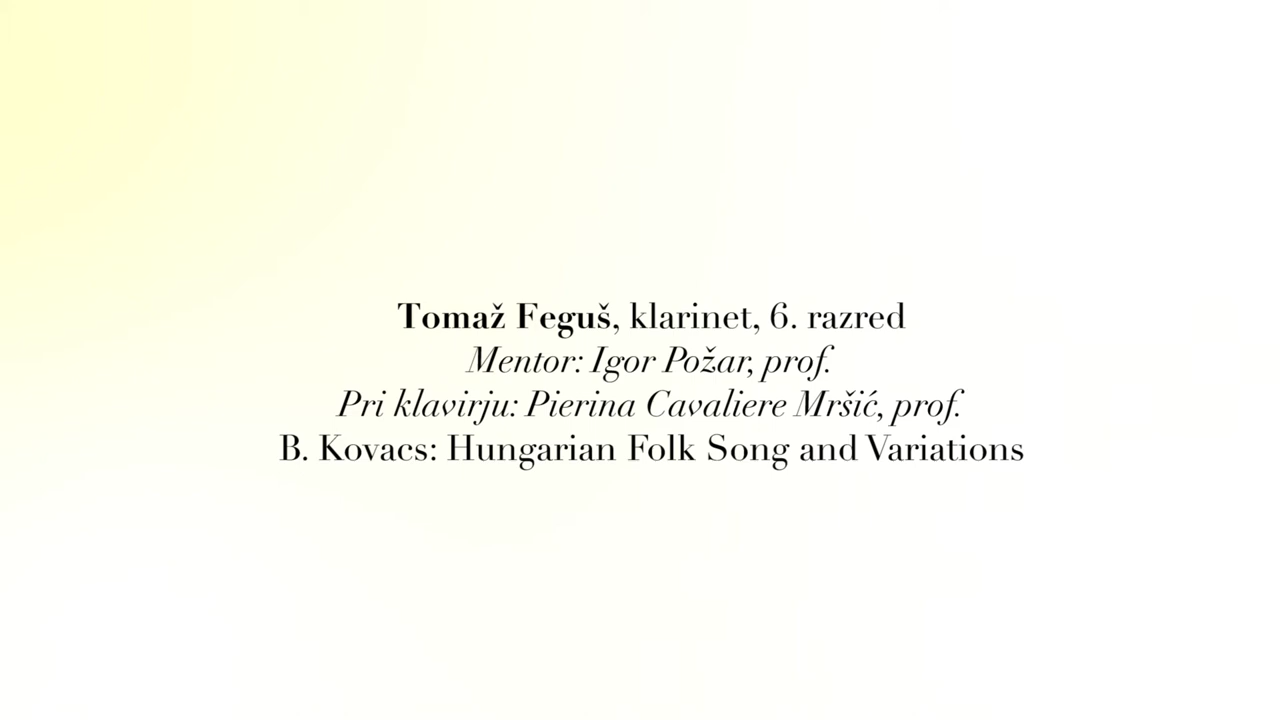 Tomaž Feguš, klarinet, 6. razred
Mentor: Igor Požar, prof.
Pri klavirju: Pierina Cavaliere Mršić, prof.
B. Kovacs: Hungarian Folk Song and Variations